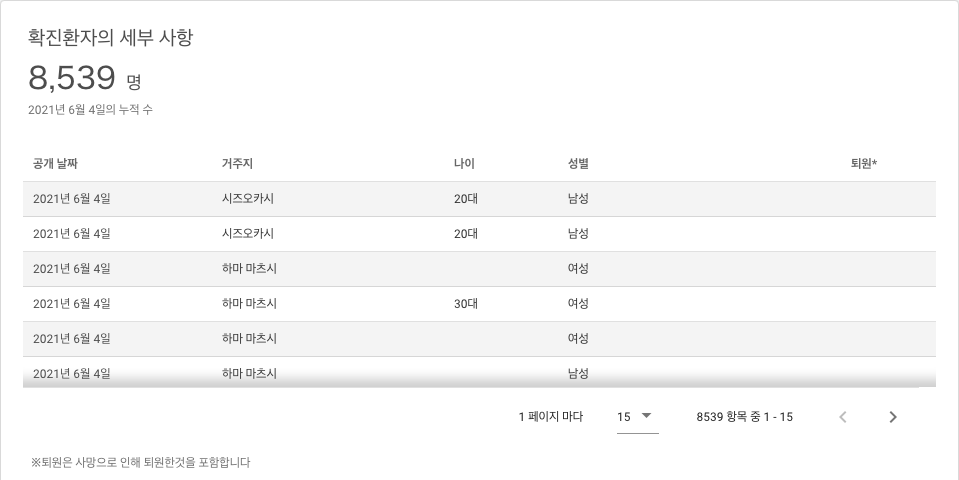 확진환자의 세부 사항
8,539 명
2021년 6월 4일의 누적 수
공개 날짜 거주지 나이 성별 퇴원*
2021년 6월 4일 시즈오카시 20대 남성
2021년 6월 4일 시즈오카시 20대 남성
2021년 6월 4일 하마 마츠시 여성
2021년 6월 4일 하마 마츠시 30대 여성
2021년 6월 4일 하마 마츠시 여성
2021년 6월 4일 하마 마츠시 남성
1 페이지 마다 15 8539 항목 중 1 - 15
※퇴원은 사망으로 인해 퇴원한것을 포함합니다